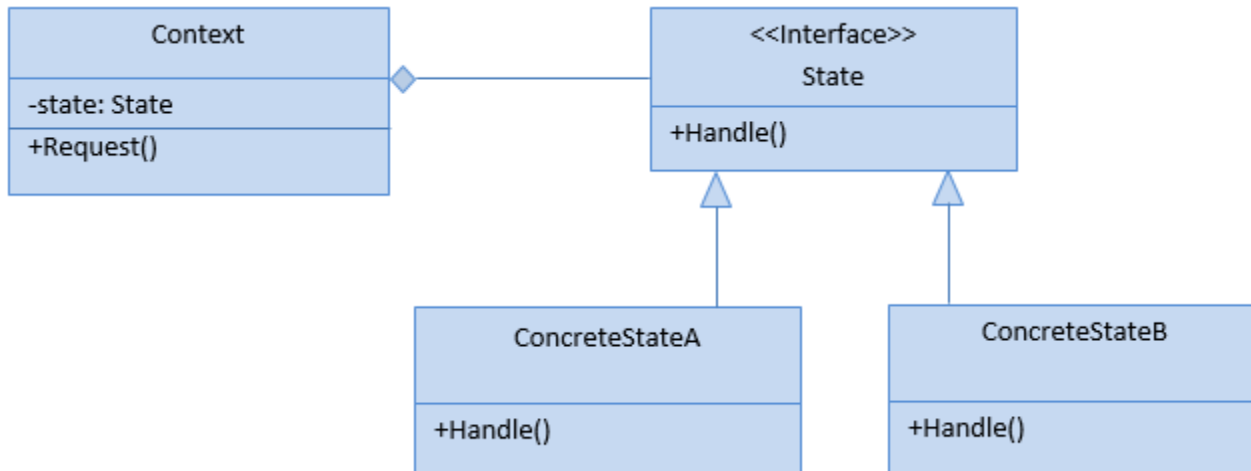 Context
-state: State
+Request()
<<Interface>>
State
+Handle()
ConcreteStateA
+Handle()
ConcreteStateB
+Handle()